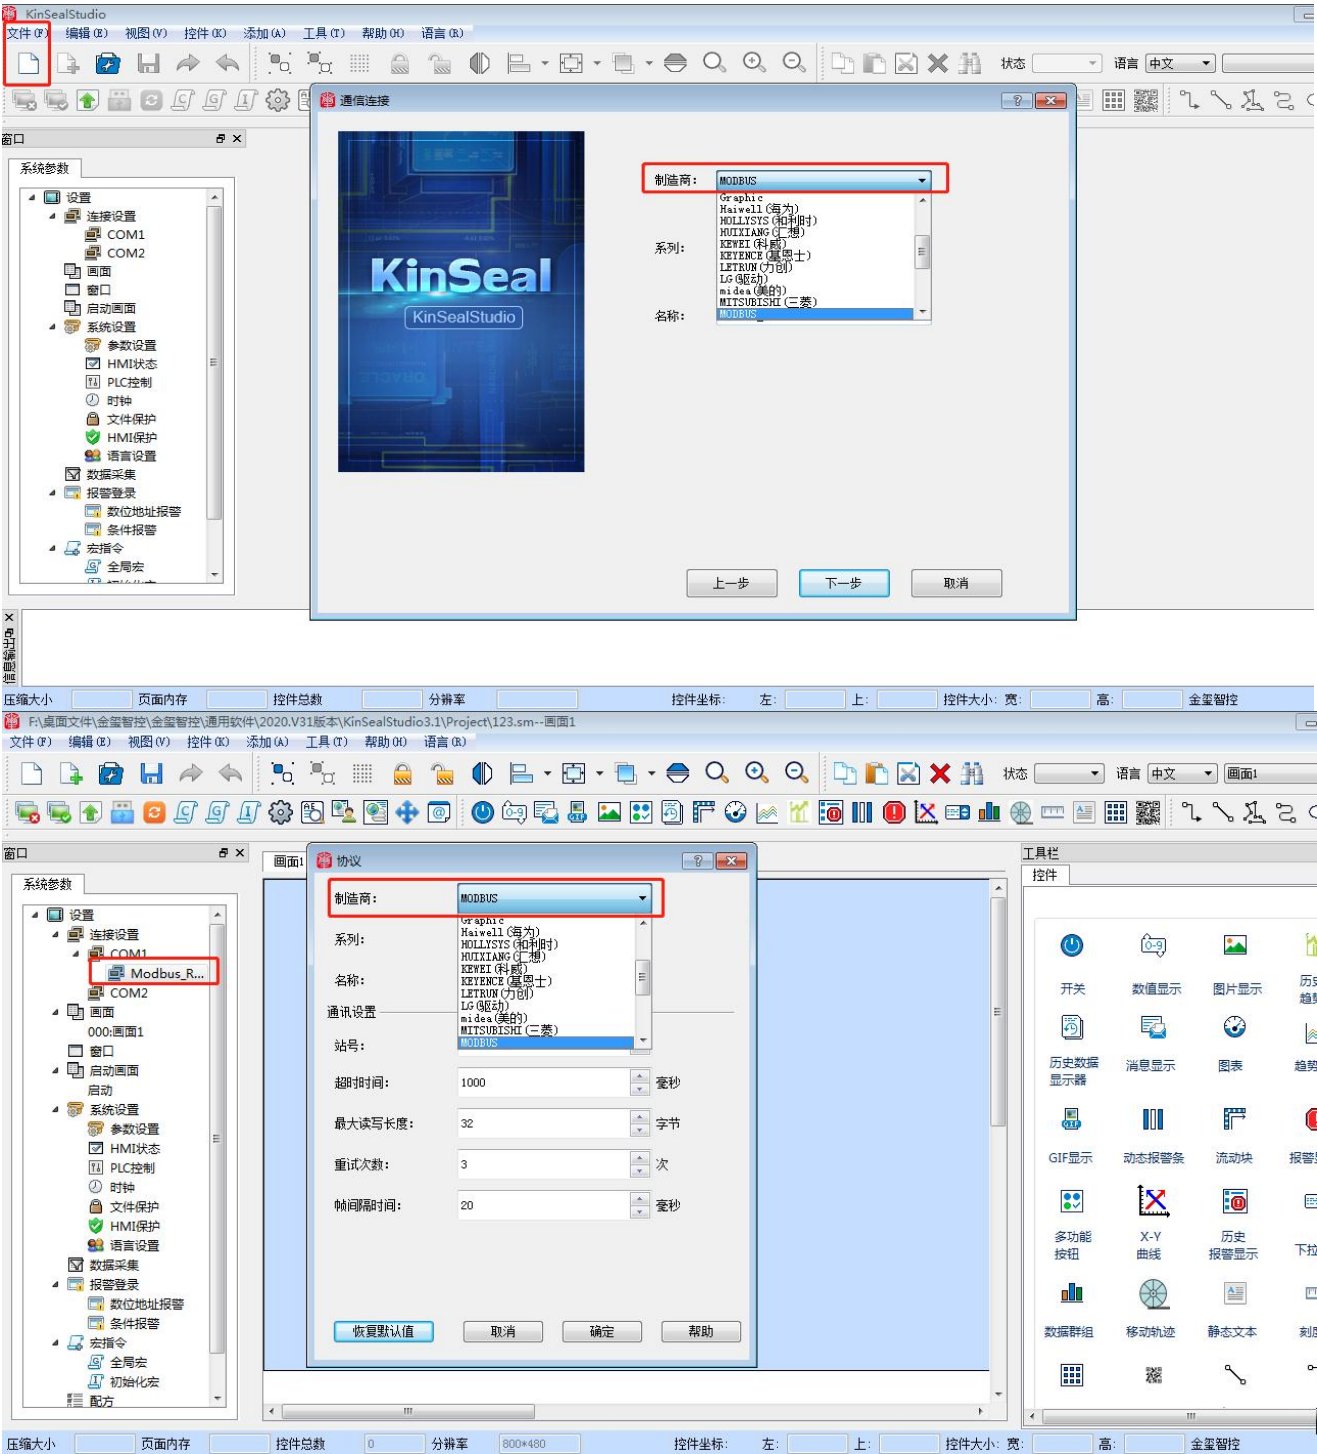 KinSealStudio
文件(F) 编辑(E) 视图(V) 控件(K) 添加(A) 工具(T) 帮助(H) 语言(R)
状态 语言 中文
通信连接
窗口
系统参数
设置
连接设置
COM1
COM2
画面
窗口
启动画面
系统设置
参数设置
HMI状态
PLC控制
时钟
文件保护
HMI保护
语言设置
数据采集
报警登录
数位地址报警
条件报警
宏指令
全局宏
KinSeal
KinSealStudio
制造商: MODBUS
Graphic
Haiwell(海为)
HOLLYSYS(和利时)
HUIXIANG(汇想)
系列:
KEWEI(科威)
KEYENCE(基恩士)
LETRUN(力创)
LG(驱动)
midea(美的)
MITSUBISHI(三菱)
名称:
MODBUS
上一步 下一步 取消
信息输出
压缩大小 页面内存 控件总数 分辨率 控件坐标: 左: 上: 控件大小: 宽: 高: 金玺智控
F:\桌面文件\金玺智控\金玺智控\通用软件\2020.V31版本\KinSealStudio3.1\Project\123.sm--画面1
文件(F) 编辑(E) 视图(V) 控件(K) 添加(A) 工具(T) 帮助(H) 语言(R)
状态 语言 中文 画面1
窗口
系统参数
设置
连接设置
COM1
Modbus_R...
COM2
画面
000:画面1
窗口
启动画面
启动
系统设置
参数设置
HMI状态
PLC控制
时钟
文件保护
HMI保护
语言设置
数据采集
报警登录
数位地址报警
条件报警
宏指令
全局宏
初始化宏
配方
画面1
协议
制造商: MODBUS
Graphic
Haiwell(海为)
系列:
HOLLYSYS(和利时)
HUIXIANG(汇想)
KEWEI(科威)
名称:
KEYENCE(基恩士)
LETRUN(力创)
LG(驱动)
通讯设置
midea(美的)
MITSUBISHI(三菱)
站号:
MODBUS
超时时间: 1000 毫秒
最大读写长度: 32 字节
重试次数: 3 次
帧间隔时间: 20 毫秒
恢复默认值 取消 确定 帮助
工具栏
控件
开关 数值显示 图片显示
历史数据显示器 消息显示 图表
GIF显示 动态报警条 流动块
多功能按钮 X-Y曲线 历史报警显示
数据群组 移动轨迹 静态文本
压缩大小 页面内存 控件总数 0 分辨率 800*480 控件坐标: 左: 上: 控件大小: 宽: 高: 金玺智控